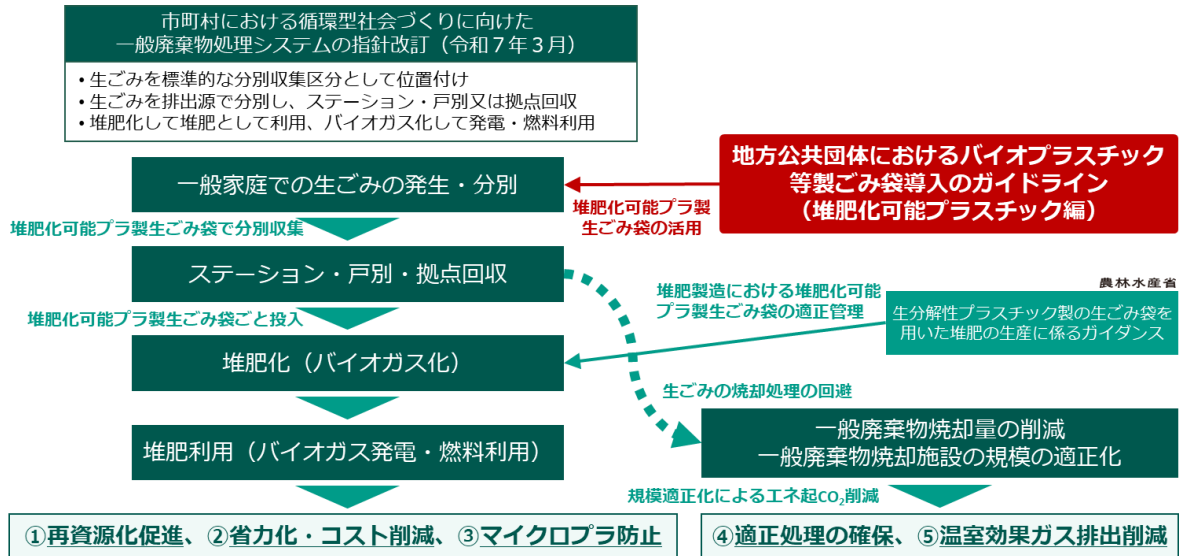 市町村における循環型社会づくりに向けた
一般廃棄物処理システムの指針改訂（令和７年３月）
• 生ごみを標準的な分別収集区分として位置付け
• 生ごみを排出源で分別し、ステーション・戸別又は拠点回収
• 堆肥化して堆肥として利用、バイオガス化して発電・燃料利用
地方公共団体におけるバイオプラスチック
等製ごみ袋導入のガイドライン
（堆肥化可能プラスチック編）
一般家庭での生ごみの発生・分別
堆肥化可能プラ製
生ごみ袋の活用
堆肥化可能プラ製生ごみ袋で分別収集
ステーション・戸別・拠点回収
農林水産省
堆肥製造における堆肥化可能
プラ製生ごみ袋の適正管理
生分解性プラスチック製の生ごみ袋を
用いた堆肥の生産に係るガイダンス
堆肥化可能プラ製生ごみ袋ごと投入
堆肥化（バイオガス化）
生ごみの焼却処理の回避
一般廃棄物焼却量の削減
一般廃棄物焼却施設の規模の適正化
堆肥利用（バイオガス発電・燃料利用）
規模適正化によるエネ起CO₂削減
①再資源化促進、②省力化・コスト削減、③マイクロプラ防止
④適正処理の確保、⑤温室効果ガス排出削減